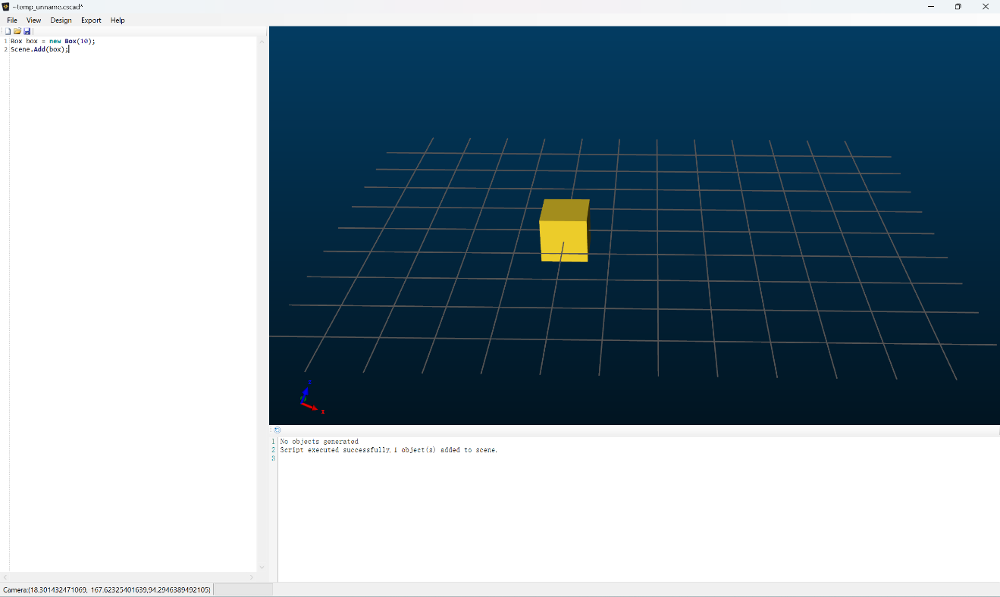 ~temp_unname.cscad*
File View Design Export Help
1 Box box = new Box(10);
2 Scene.Add(box);
X
1 No objects generated
2 Script executed successfully, 1 object(s) added to scene.
3
Camera:(18.301432471069, -167.62325401639,94.2946389492105)